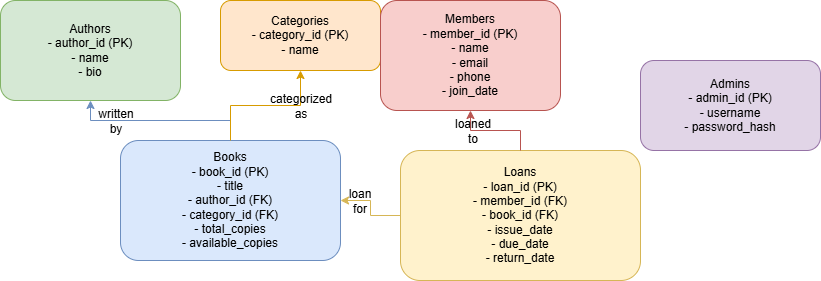 Authors
- author_id (PK)
- name
- bio
Categories
- category_id (PK)
- name
Members
- member_id (PK)
- name
- email
- phone
- join_date
Admins
- admin_id (PK)
- username
- password_hash
written
by
categorized
as
loaned
to
Books
- book_id (PK)
- title
- author_id (FK)
- category_id (FK)
- total_copies
- available_copies
loan
for
Loans
- loan_id (PK)
- member_id (FK)
- book_id (FK)
- issue_date
- due_date
- return_date